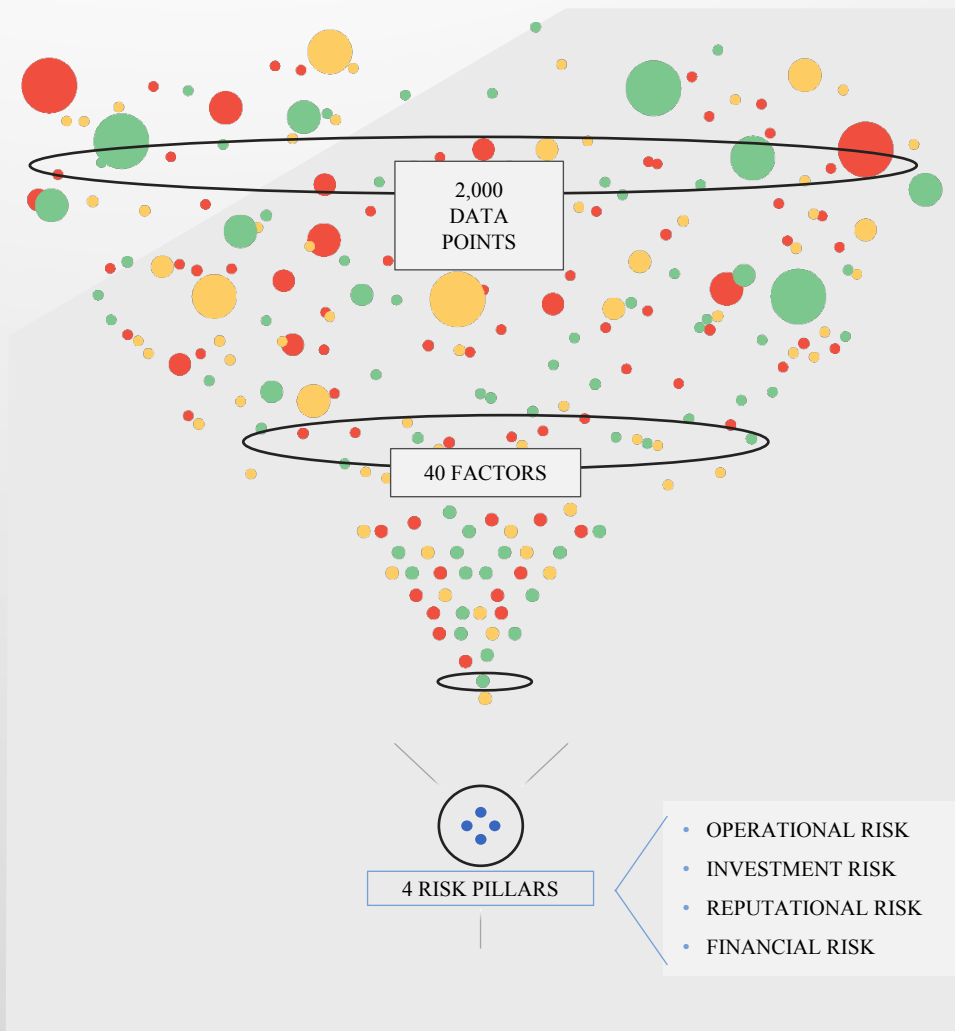 2,000
DATA
POINTS
40 FACTORS
4 RISK PILLARS
• OPERATIONAL RISK
• INVESTMENT RISK
• REPUTATIONAL RISK
• FINANCIAL RISK